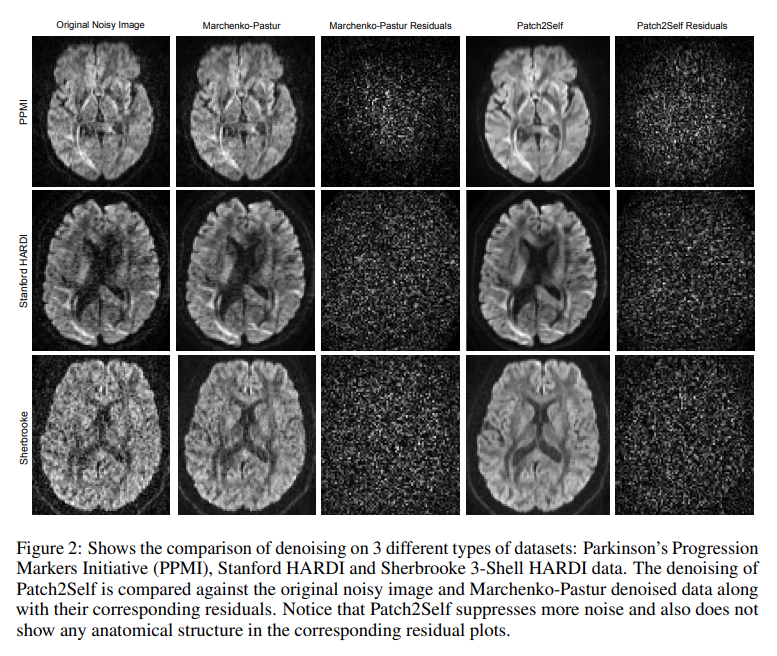 Original Noisy Image
Marchenko-Pastur
Marchenko-Pastur Residuals
Patch2Self
Patch2Self Residuals
PPMI
Stanford HARDI
Sherbrooke
Figure 2: Shows the comparison of denoising on 3 different types of datasets: Parkinson's Progression
Markers Initiative (PPMI), Stanford HARDI and Sherbrooke 3-Shell HARDI data. The denoising of
Patch2Self is compared against the original noisy image and Marchenko-Pastur denoised data along
with their corresponding residuals. Notice that Patch2Self suppresses more noise and also does not
show any anatomical structure in the corresponding residual plots.